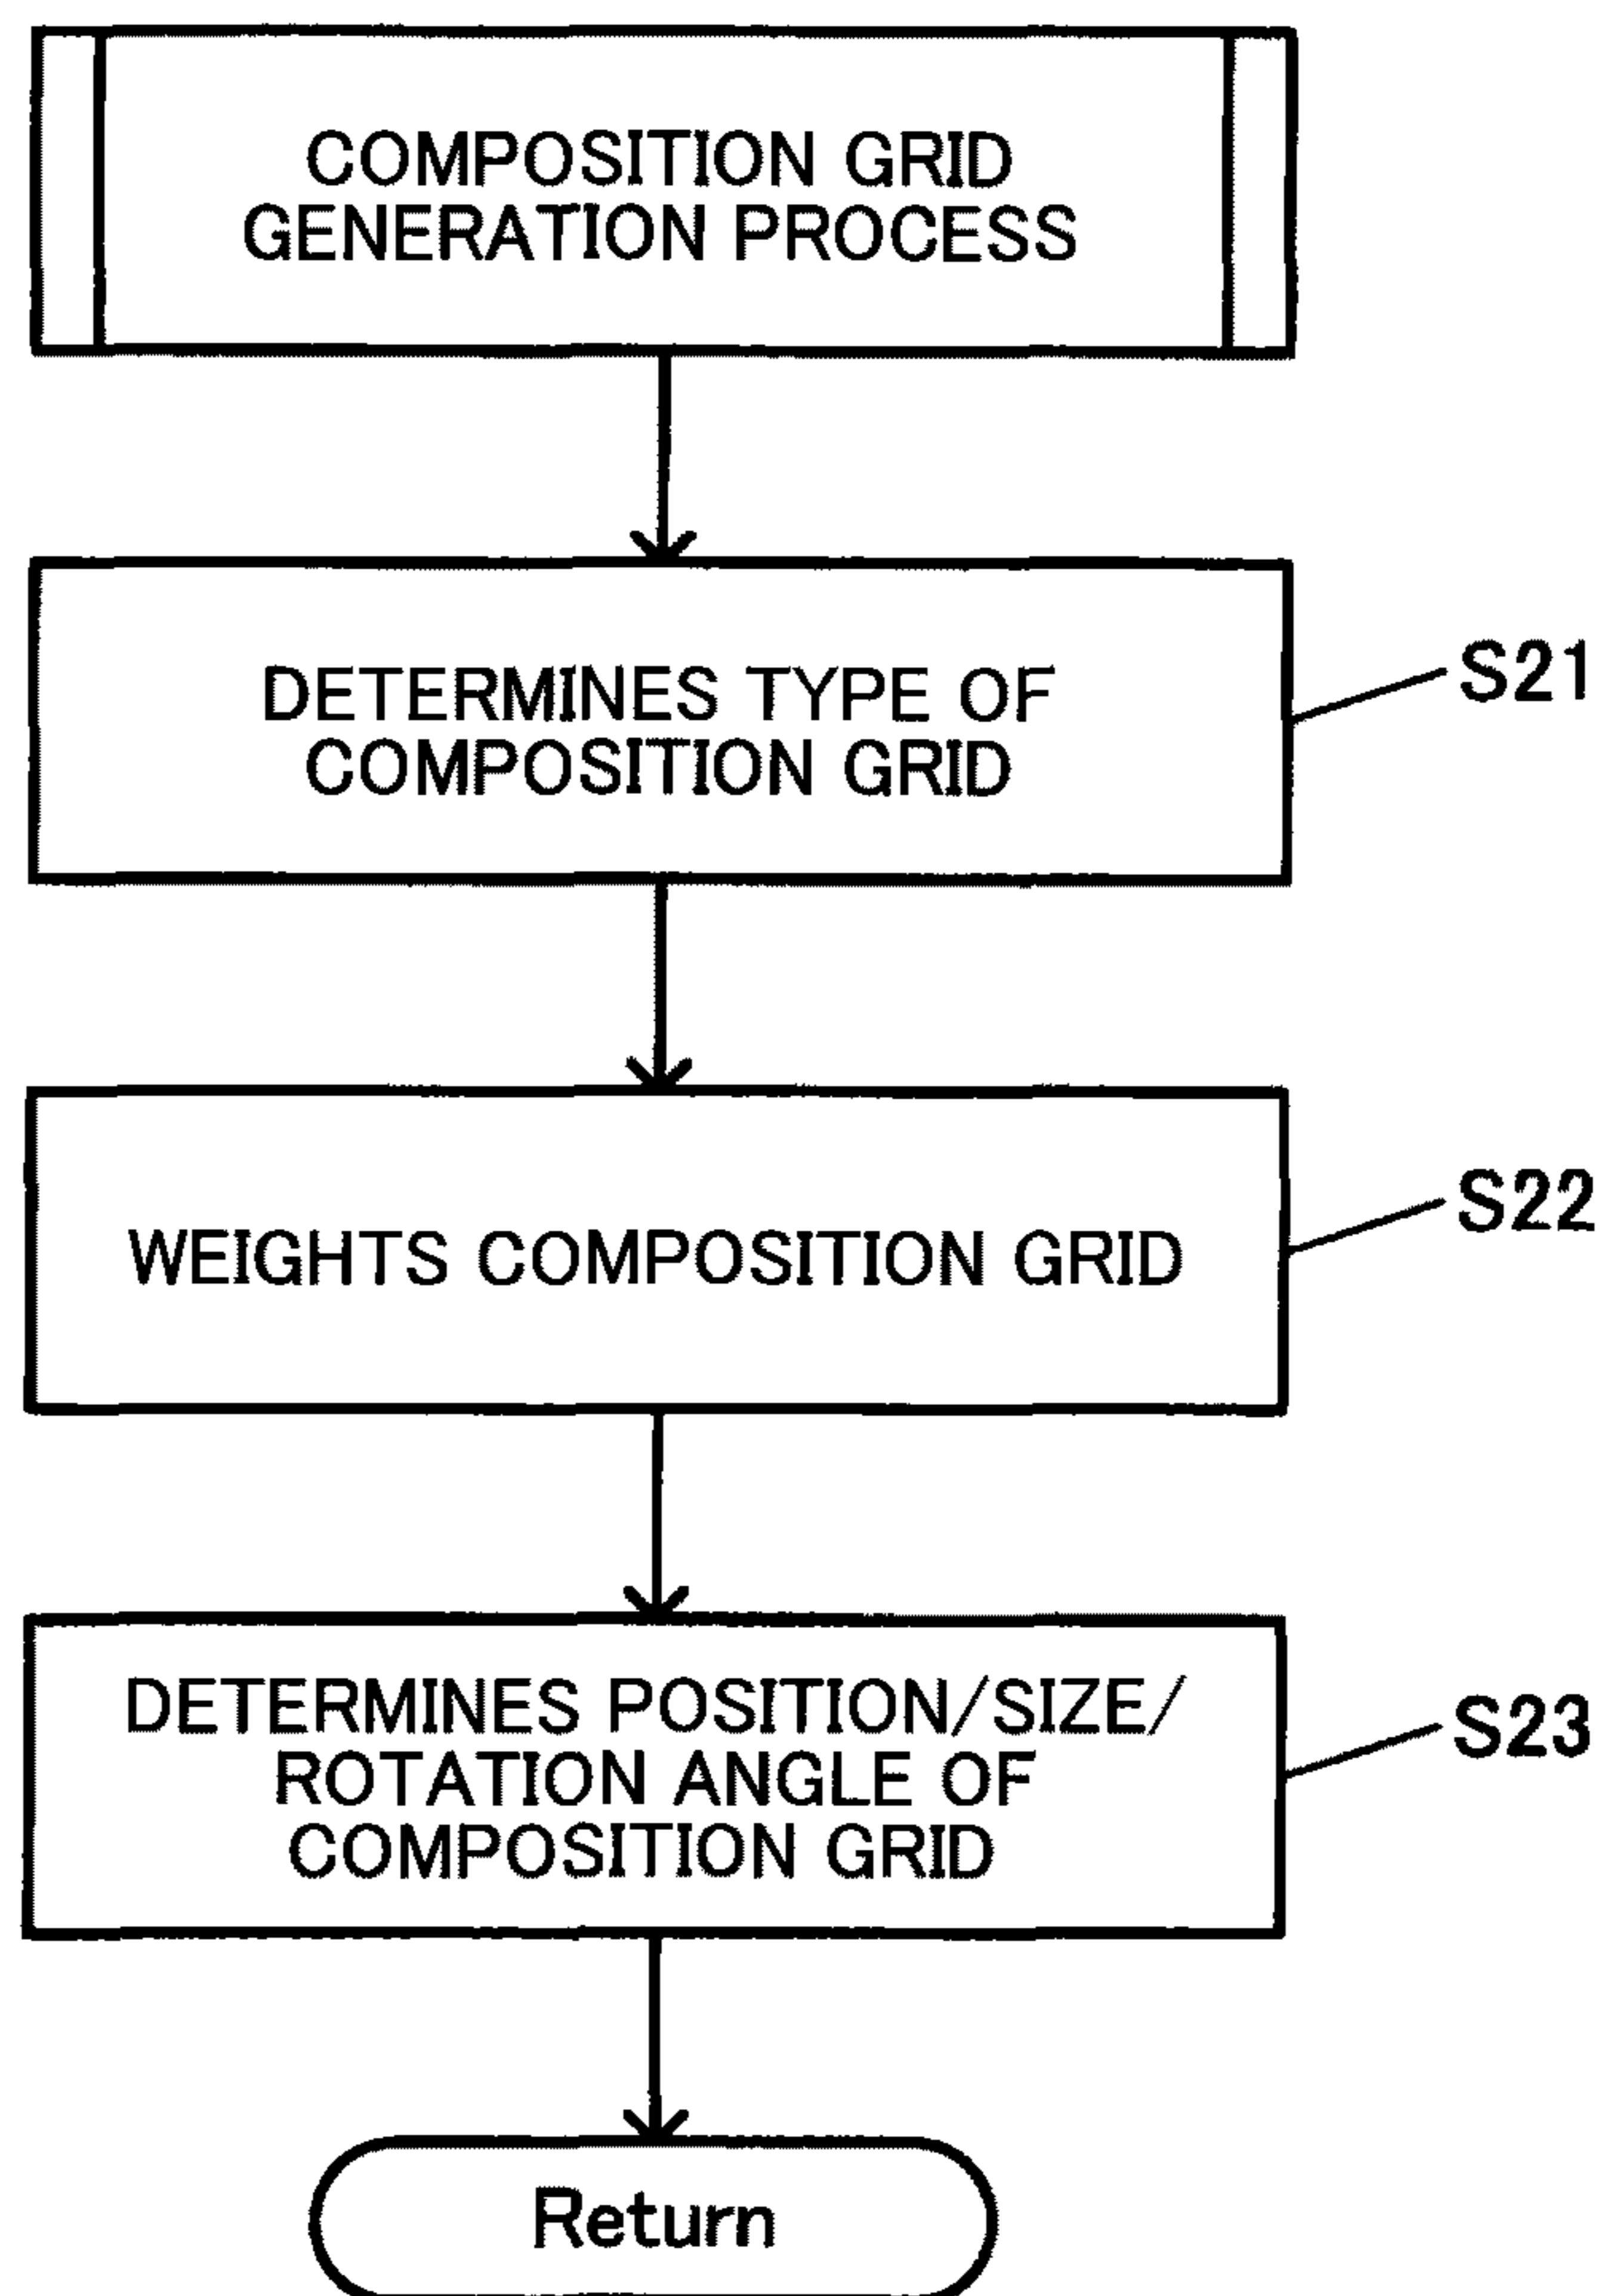 COMPOSITION GRID
GENERATION PROCESS
DETERMINES TYPE OF
COMPOSITION GRID
S21
WEIGHTS COMPOSITION GRID
S22
DETERMINES POSITION/SIZE/
ROTATION ANGLE OF
COMPOSITION GRID
S23
Return